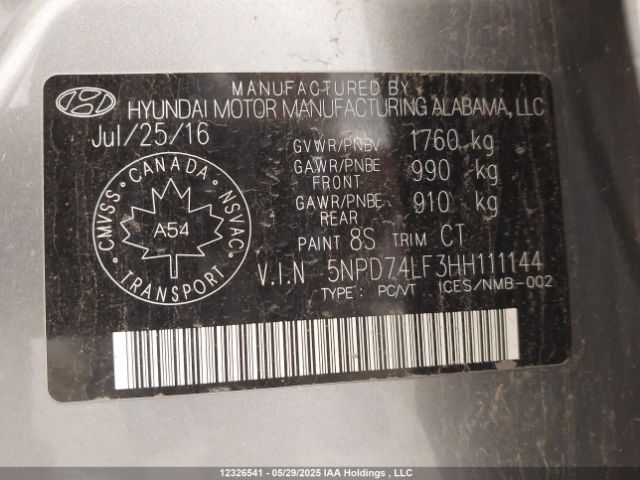 MANUFACTURED BY
HYUNDAI MOTOR MANUFACTURING ALABAMA, LLC
Jul/25/16
GVWR/PNBV 1760 kg
GAWR/PNBE FRONT 990 kg
GAWR/PNBE REAR 910 kg
CANADA
CMVSS
NSVAC
A54
TRANSPORT
PAINT 8S TRIM CT
V.I.N 5NPD74LF3HH111144
TYPE: PC/VT ICES/NMB-002
12326541 - 05/29/2025 IAA Holdings , LLC